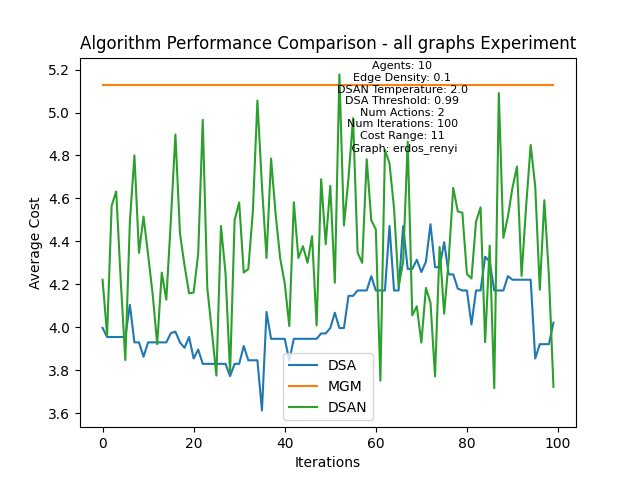 Algorithm Performance Comparison - all graphs Experiment
Agents: 10
Edge Density: 0.1
DSAN Temperature: 2.0
DSA Threshold: 0.99
Num Actions: 2
Num Iterations: 100
Cost Range: 11
Graph: erdos_renyi
5.2
5.0
4.8
4.6
4.4
4.2
4.0
3.8
3.6
Average Cost
DSA
MGM
DSAN
0 20 40 60 80 100
Iterations